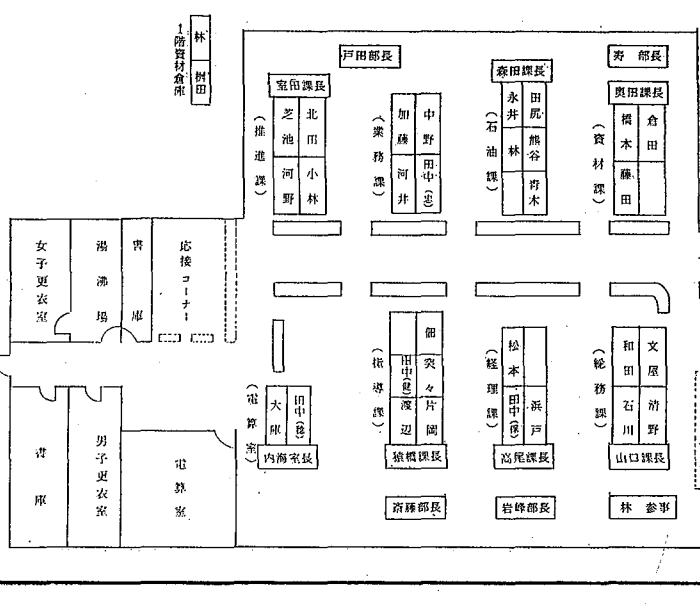 林
桝田
1階資材倉庫
戸田部長
森田課長
寿 部長
室田課長
奥田課長
(推進課)
芝池
北田
河野
小林
(業務課)
加藤
中野
河井
田中(忠)
(石油課)
永井
田尻
林
熊谷
青木
(資材課)
橋本
倉田
藤田
女子更衣室
湯沸場
書庫
応接コーナー
(電算室)
大庫
田中(稔)
内海室長
(指導課)
佃
田中(健)
突々
渡辺
片岡
猿橋課長
(経理課)
松本
田中(保)
浜戸
高尾課長
(総務課)
和田
文屋
石川
清野
山口課長
書庫
男子更衣室
電算室
斎藤部長
岩峰部長
林 参事